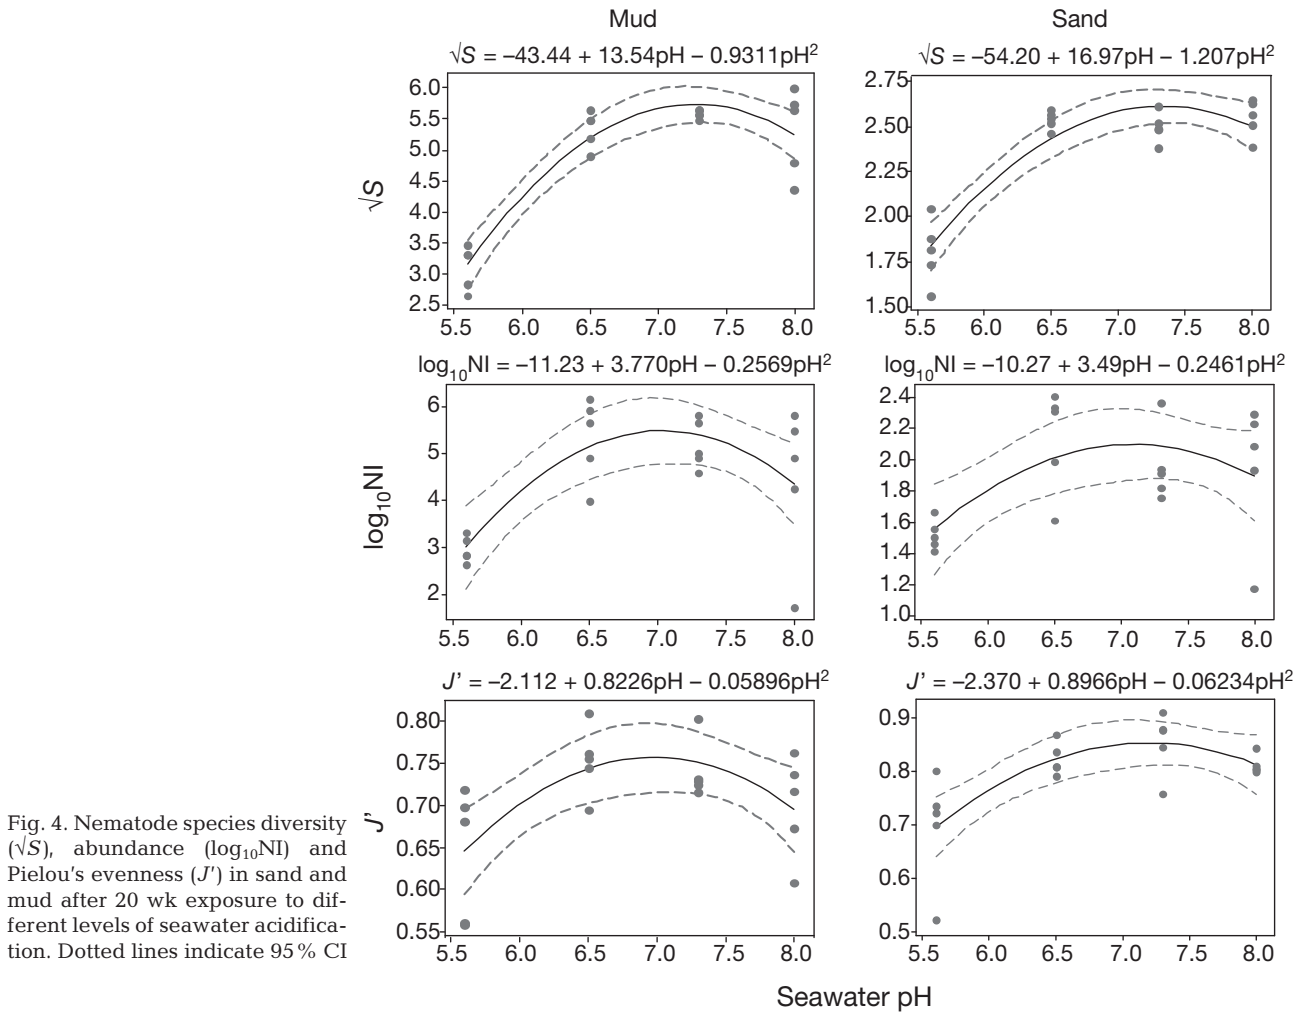 Mud
Sand
√S = –43.44 + 13.54pH – 0.9311pH²
√S = –54.20 + 16.97pH – 1.207pH²
6.0
5.5
5.0
4.5
4.0
3.5
3.0
2.5
√S
5.5 6.0 6.5 7.0 7.5 8.0
2.75
2.50
2.25
2.00
1.75
1.50
5.5 6.0 6.5 7.0 7.5 8.0
log₁₀NI = –11.23 + 3.770pH – 0.2569pH²
log₁₀NI = –10.27 + 3.49pH – 0.2461pH²
6
5
4
3
2
log₁₀NI
5.5 6.0 6.5 7.0 7.5 8.0
2.4
2.2
2.0
1.8
1.6
1.4
1.2
1.0
5.5 6.0 6.5 7.0 7.5 8.0
J' = –2.112 + 0.8226pH – 0.05896pH²
J' = –2.370 + 0.8966pH – 0.06234pH²
0.80
0.75
0.70
0.65
0.60
0.55
J'
5.5 6.0 6.5 7.0 7.5 8.0
0.9
0.8
0.7
0.6
0.5
5.5 6.0 6.5 7.0 7.5 8.0
Seawater pH
Fig. 4. Nematode species diversity
(√S), abundance (log₁₀NI) and
Pielou's evenness (J') in sand and
mud after 20 wk exposure to dif-
ferent levels of seawater acidifica-
tion. Dotted lines indicate 95% CI